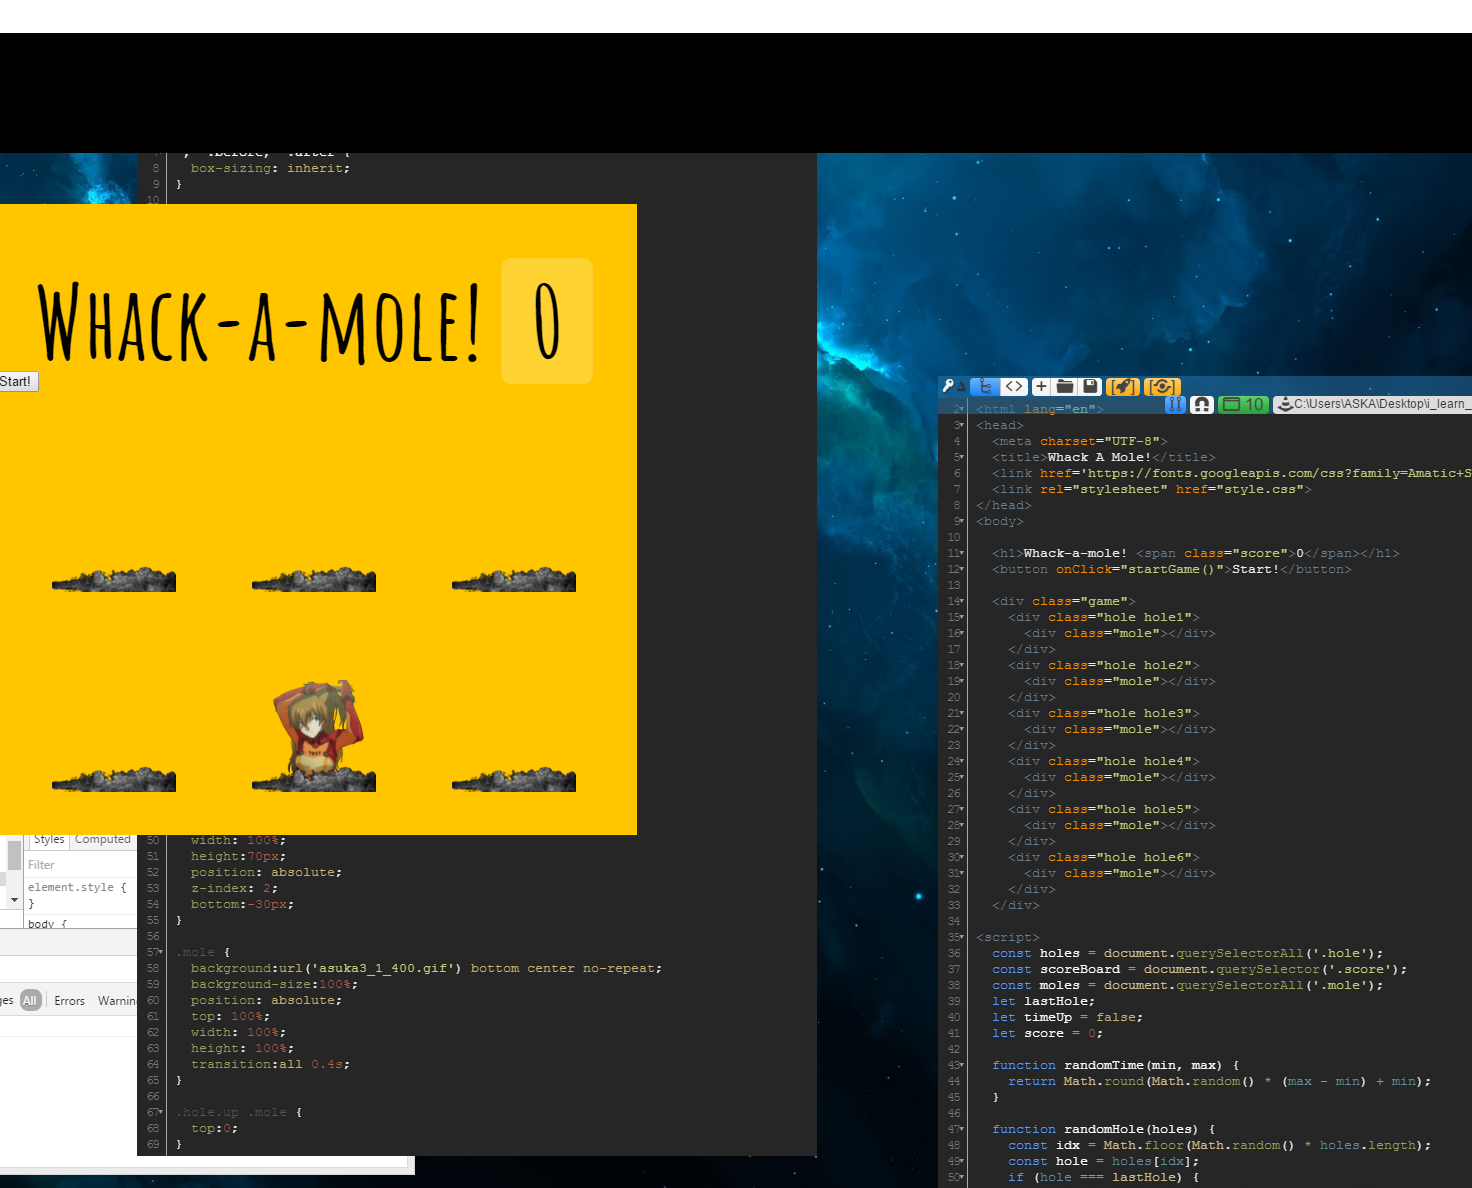 8 box-sizing: inherit;
9 }
10
Whack-a-mole! 0
Start!
TEST
Styles Computed
Filter
element.style {
}
body {
ges All Errors Warnin
50 width: 100%;
51 height:70px;
52 position: absolute;
53 z-index: 2;
54 bottom:-30px;
55 }
56
57 .mole {
58 background:url('asuka3_1_400.gif') bottom center no-repeat;
59 background-size:100%;
60 position: absolute;
61 top: 100%;
62 width: 100%;
63 height: 100%;
64 transition:all 0.4s;
65 }
66
67 .hole.up .mole {
68 top:0;
69 }
<> + [ ] [ ]
10 C:\Users\ASKA\Desktop\i_learn_
2 <html lang="en">
3 <head>
4 <meta charset="UTF-8">
5 <title>Whack A Mole!</title>
6 <link href='https://fonts.googleapis.com/css?family=Amatic+S
7 <link rel="stylesheet" href="style.css">
8 </head>
9 <body>
10
11 <h1>Whack-a-mole! <span class="score">0</span></h1>
12 <button onClick="startGame()">Start!</button>
13
14 <div class="game">
15 <div class="hole hole1">
16 <div class="mole"></div>
17 </div>
18 <div class="hole hole2">
19 <div class="mole"></div>
20 </div>
21 <div class="hole hole3">
22 <div class="mole"></div>
23 </div>
24 <div class="hole hole4">
25 <div class="mole"></div>
26 </div>
27 <div class="hole hole5">
28 <div class="mole"></div>
29 </div>
30 <div class="hole hole6">
31 <div class="mole"></div>
32 </div>
33 </div>
34
35 <script>
36 const holes = document.querySelectorAll('.hole');
37 const scoreBoard = document.querySelector('.score');
38 const moles = document.querySelectorAll('.mole');
39 let lastHole;
40 let timeUp = false;
41 let score = 0;
42
43 function randomTime(min, max) {
44 return Math.round(Math.random() * (max - min) + min);
45 }
46
47 function randomHole(holes) {
48 const idx = Math.floor(Math.random() * holes.length);
49 const hole = holes[idx];
50 if (hole === lastHole) {